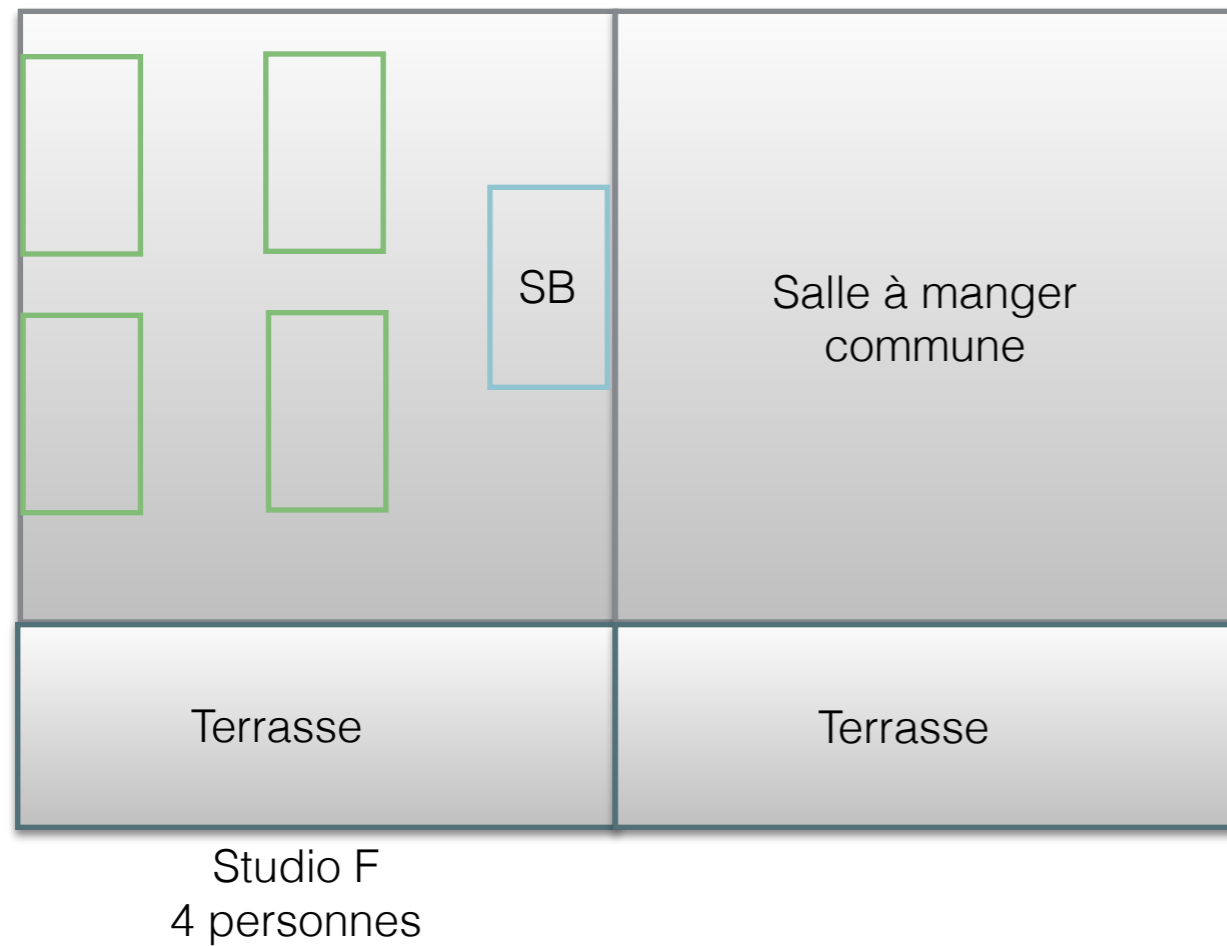 SB
Salle à manger
commune
Terrasse
Terrasse
Studio F
4 personnes